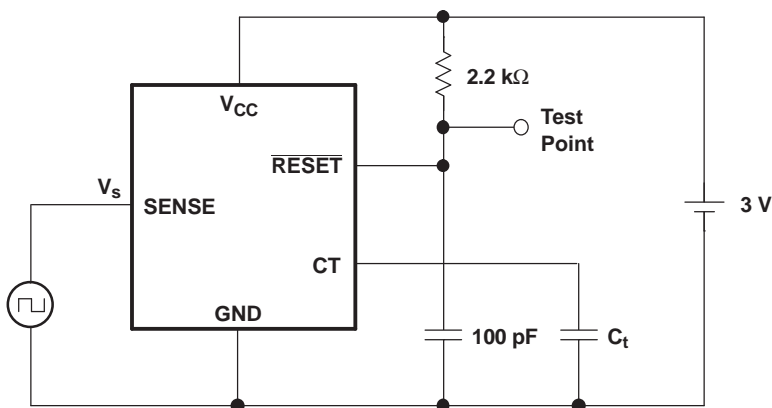 2.2 kΩ
VCC
Test
Point
RESET
Vs
SENSE
3 V
CT
GND
100 pF
Ct